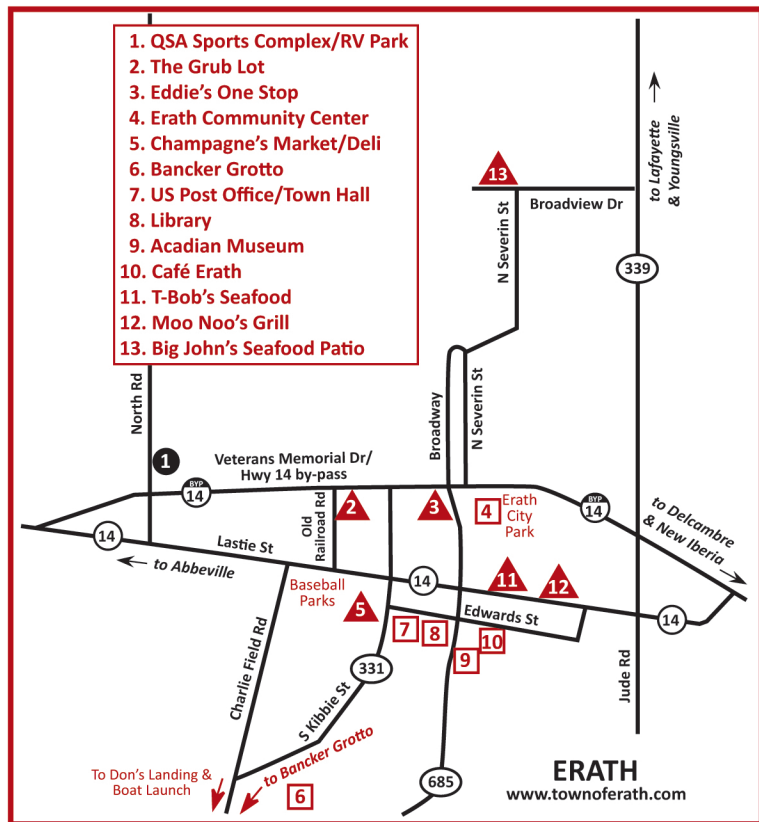 1. QSA Sports Complex/RV Park
2. The Grub Lot
3. Eddie's One Stop
4. Erath Community Center
5. Champagne's Market/Deli
6. Bancker Grotto
7. US Post Office/Town Hall
8. Library
9. Acadian Museum
10. Café Erath
11. T-Bob's Seafood
12. Moo Noo's Grill
13. Big John's Seafood Patio
to Lafayette
& Youngsville
13
Broadview Dr
N Severin St
339
North Rd
Broadway
N Severin St
1
Veterans Memorial Dr/
Hwy 14 by-pass
BYP
14
Old
Railroad Rd
2
3
4
Erath
City
Park
BYP
14
to Delcambre
& New Iberia
14
Lastie St
to Abbeville
Baseball
Parks
14
11
12
5
Edwards St
14
7
8
10
9
Charlie Field Rd
331
S Kibbie St
Jude Rd
to Bancker Grotto
To Don's Landing &
Boat Launch
6
685
ERATH
www.townoferath.com